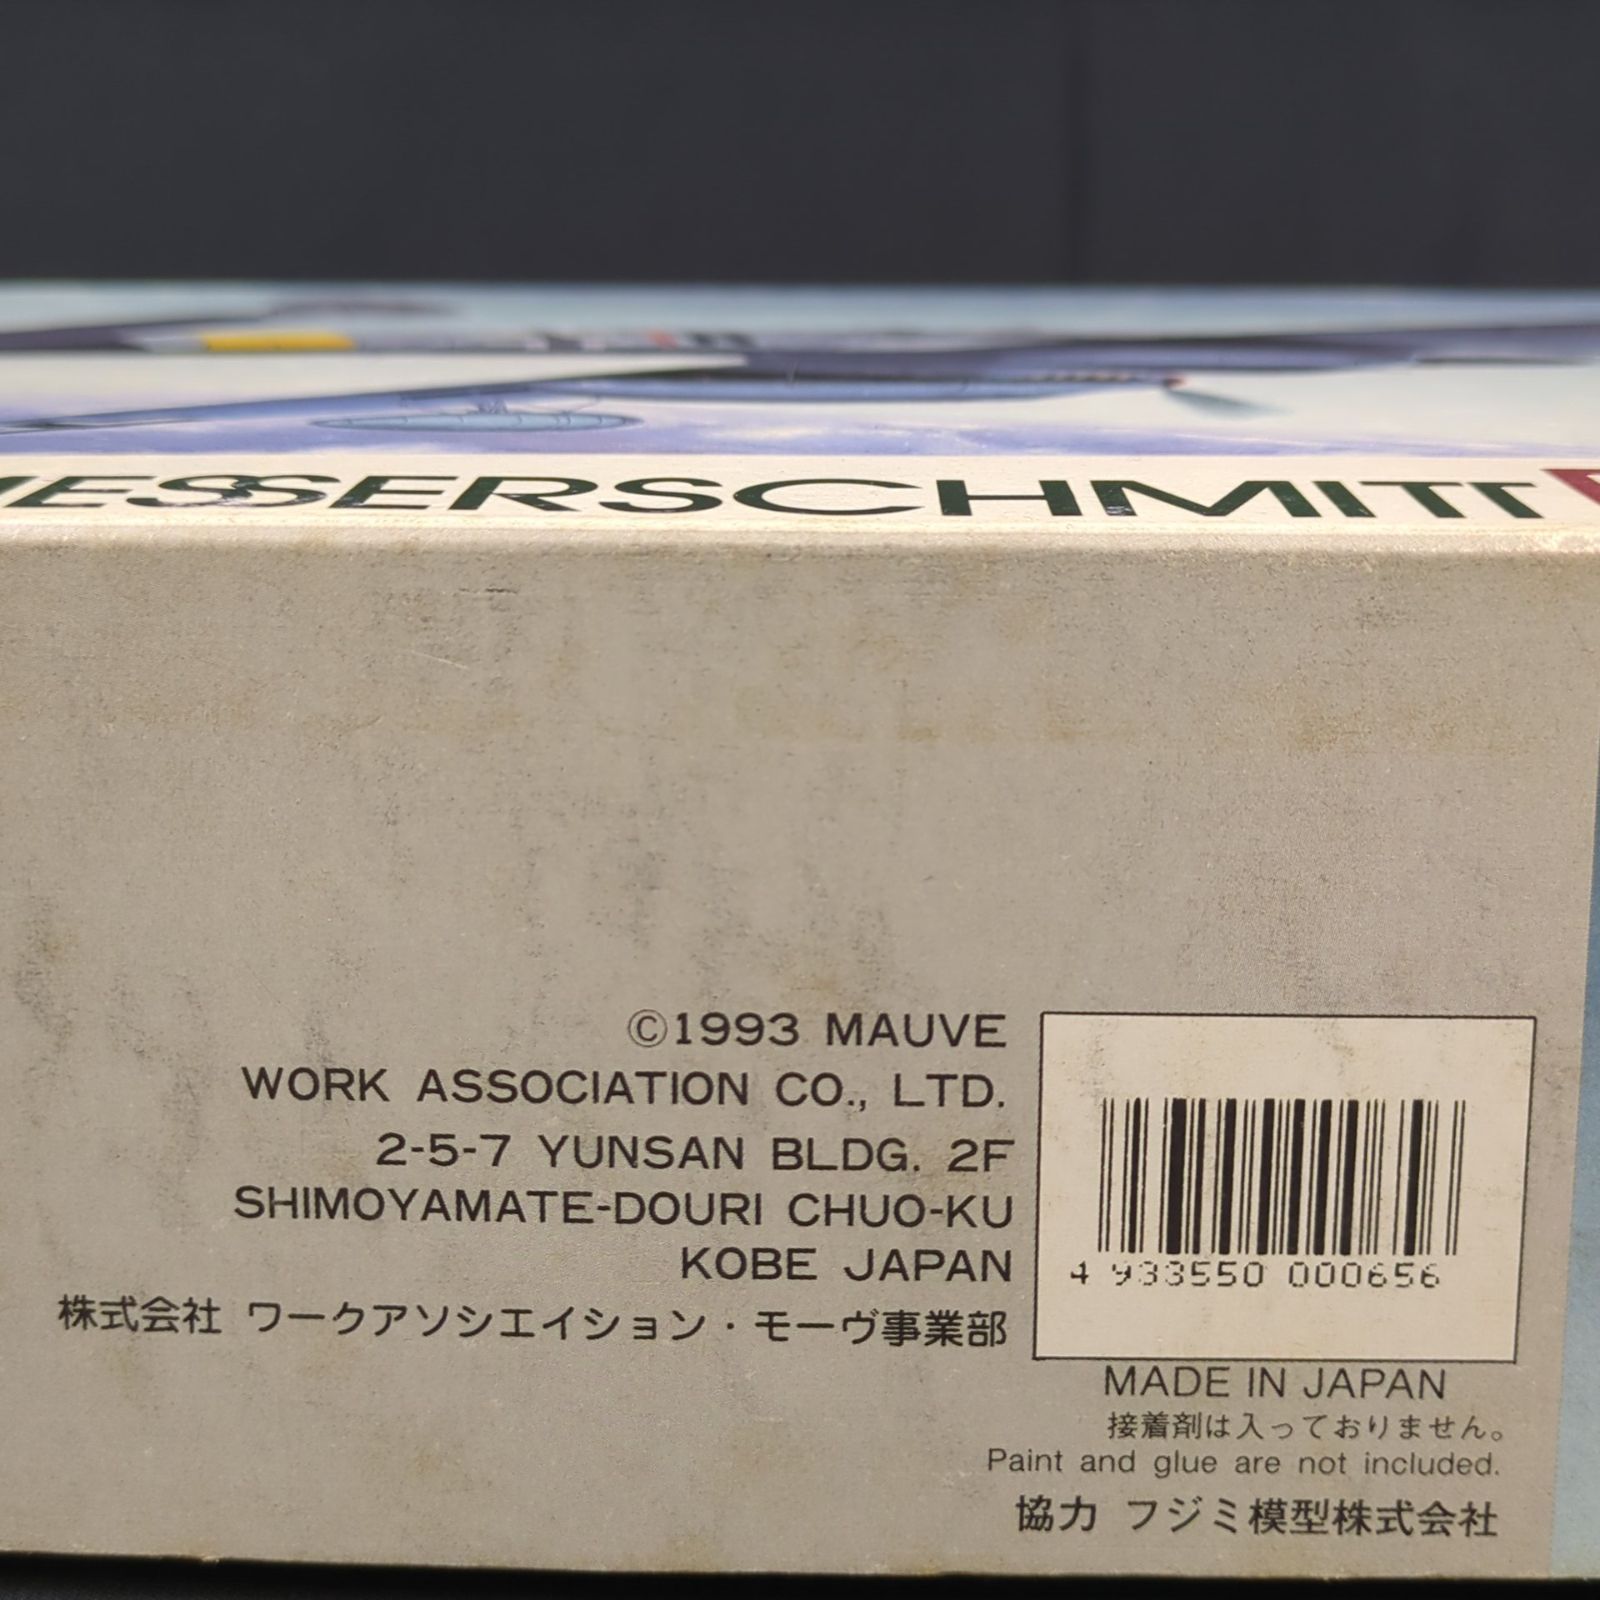 MESSERSCHMITT
©1993 MAUVE
WORK ASSOCIATION CO., LTD.
2-5-7 YUNSAN BLDG. 2F
SHIMOYAMATE-DOURI CHUO-KU
KOBE JAPAN
株式会社 ワークアソシエイション・モーヴ事業部
4 933550 000656
MADE IN JAPAN
接着剤は入っておりません。
Paint and glue are not included.
協力 フジミ模型株式会社